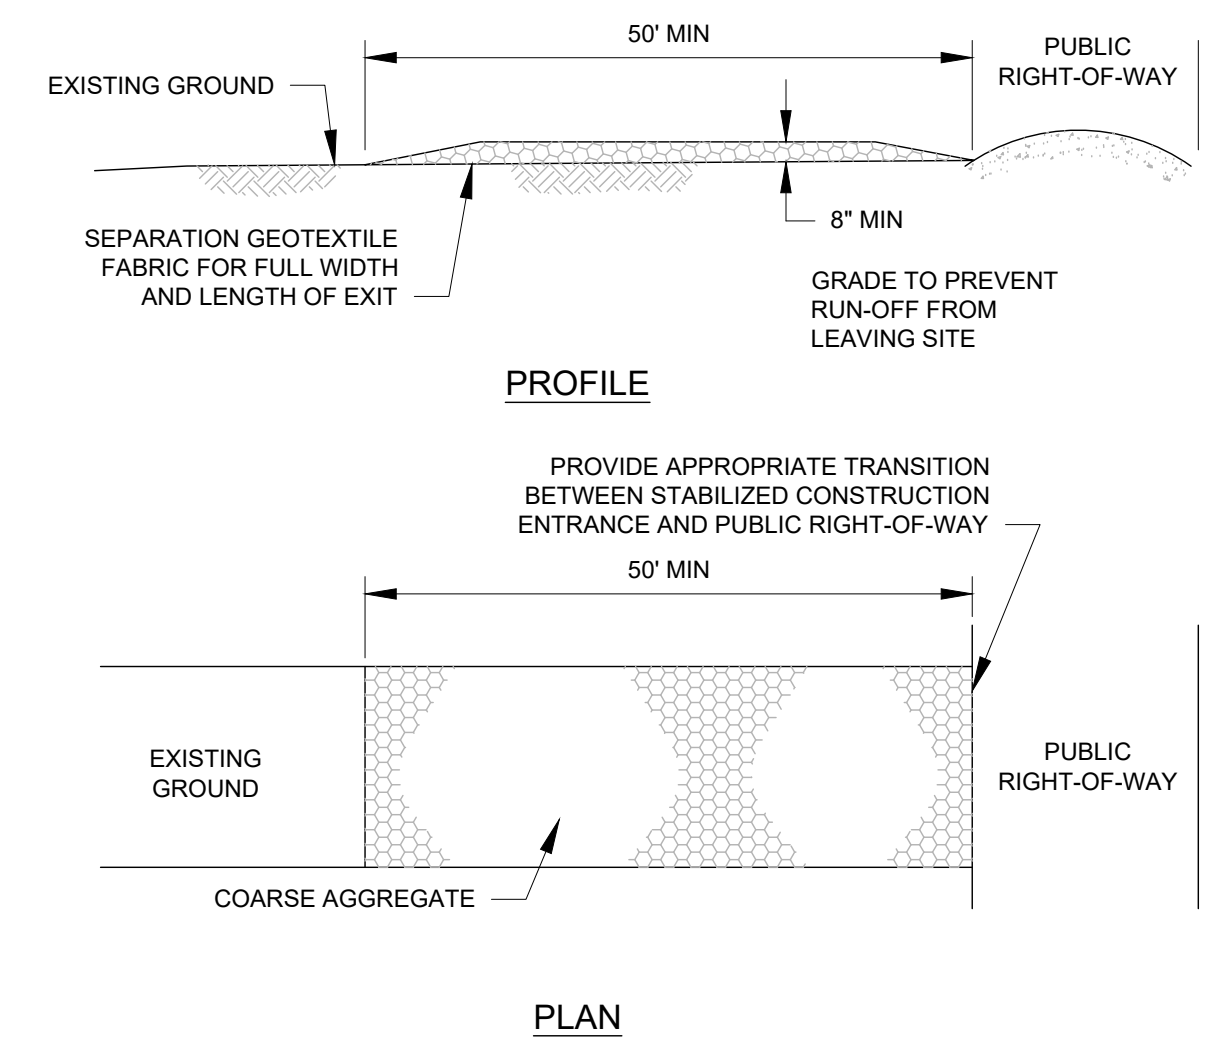 50' MIN
PUBLIC
RIGHT-OF-WAY
EXISTING GROUND
8" MIN
SEPARATION GEOTEXTILE
FABRIC FOR FULL WIDTH
AND LENGTH OF EXIT
GRADE TO PREVENT
RUN-OFF FROM
LEAVING SITE
PROFILE
PROVIDE APPROPRIATE TRANSITION
BETWEEN STABILIZED CONSTRUCTION
ENTRANCE AND PUBLIC RIGHT-OF-WAY
50' MIN
EXISTING
GROUND
PUBLIC
RIGHT-OF-WAY
COARSE AGGREGATE
PLAN